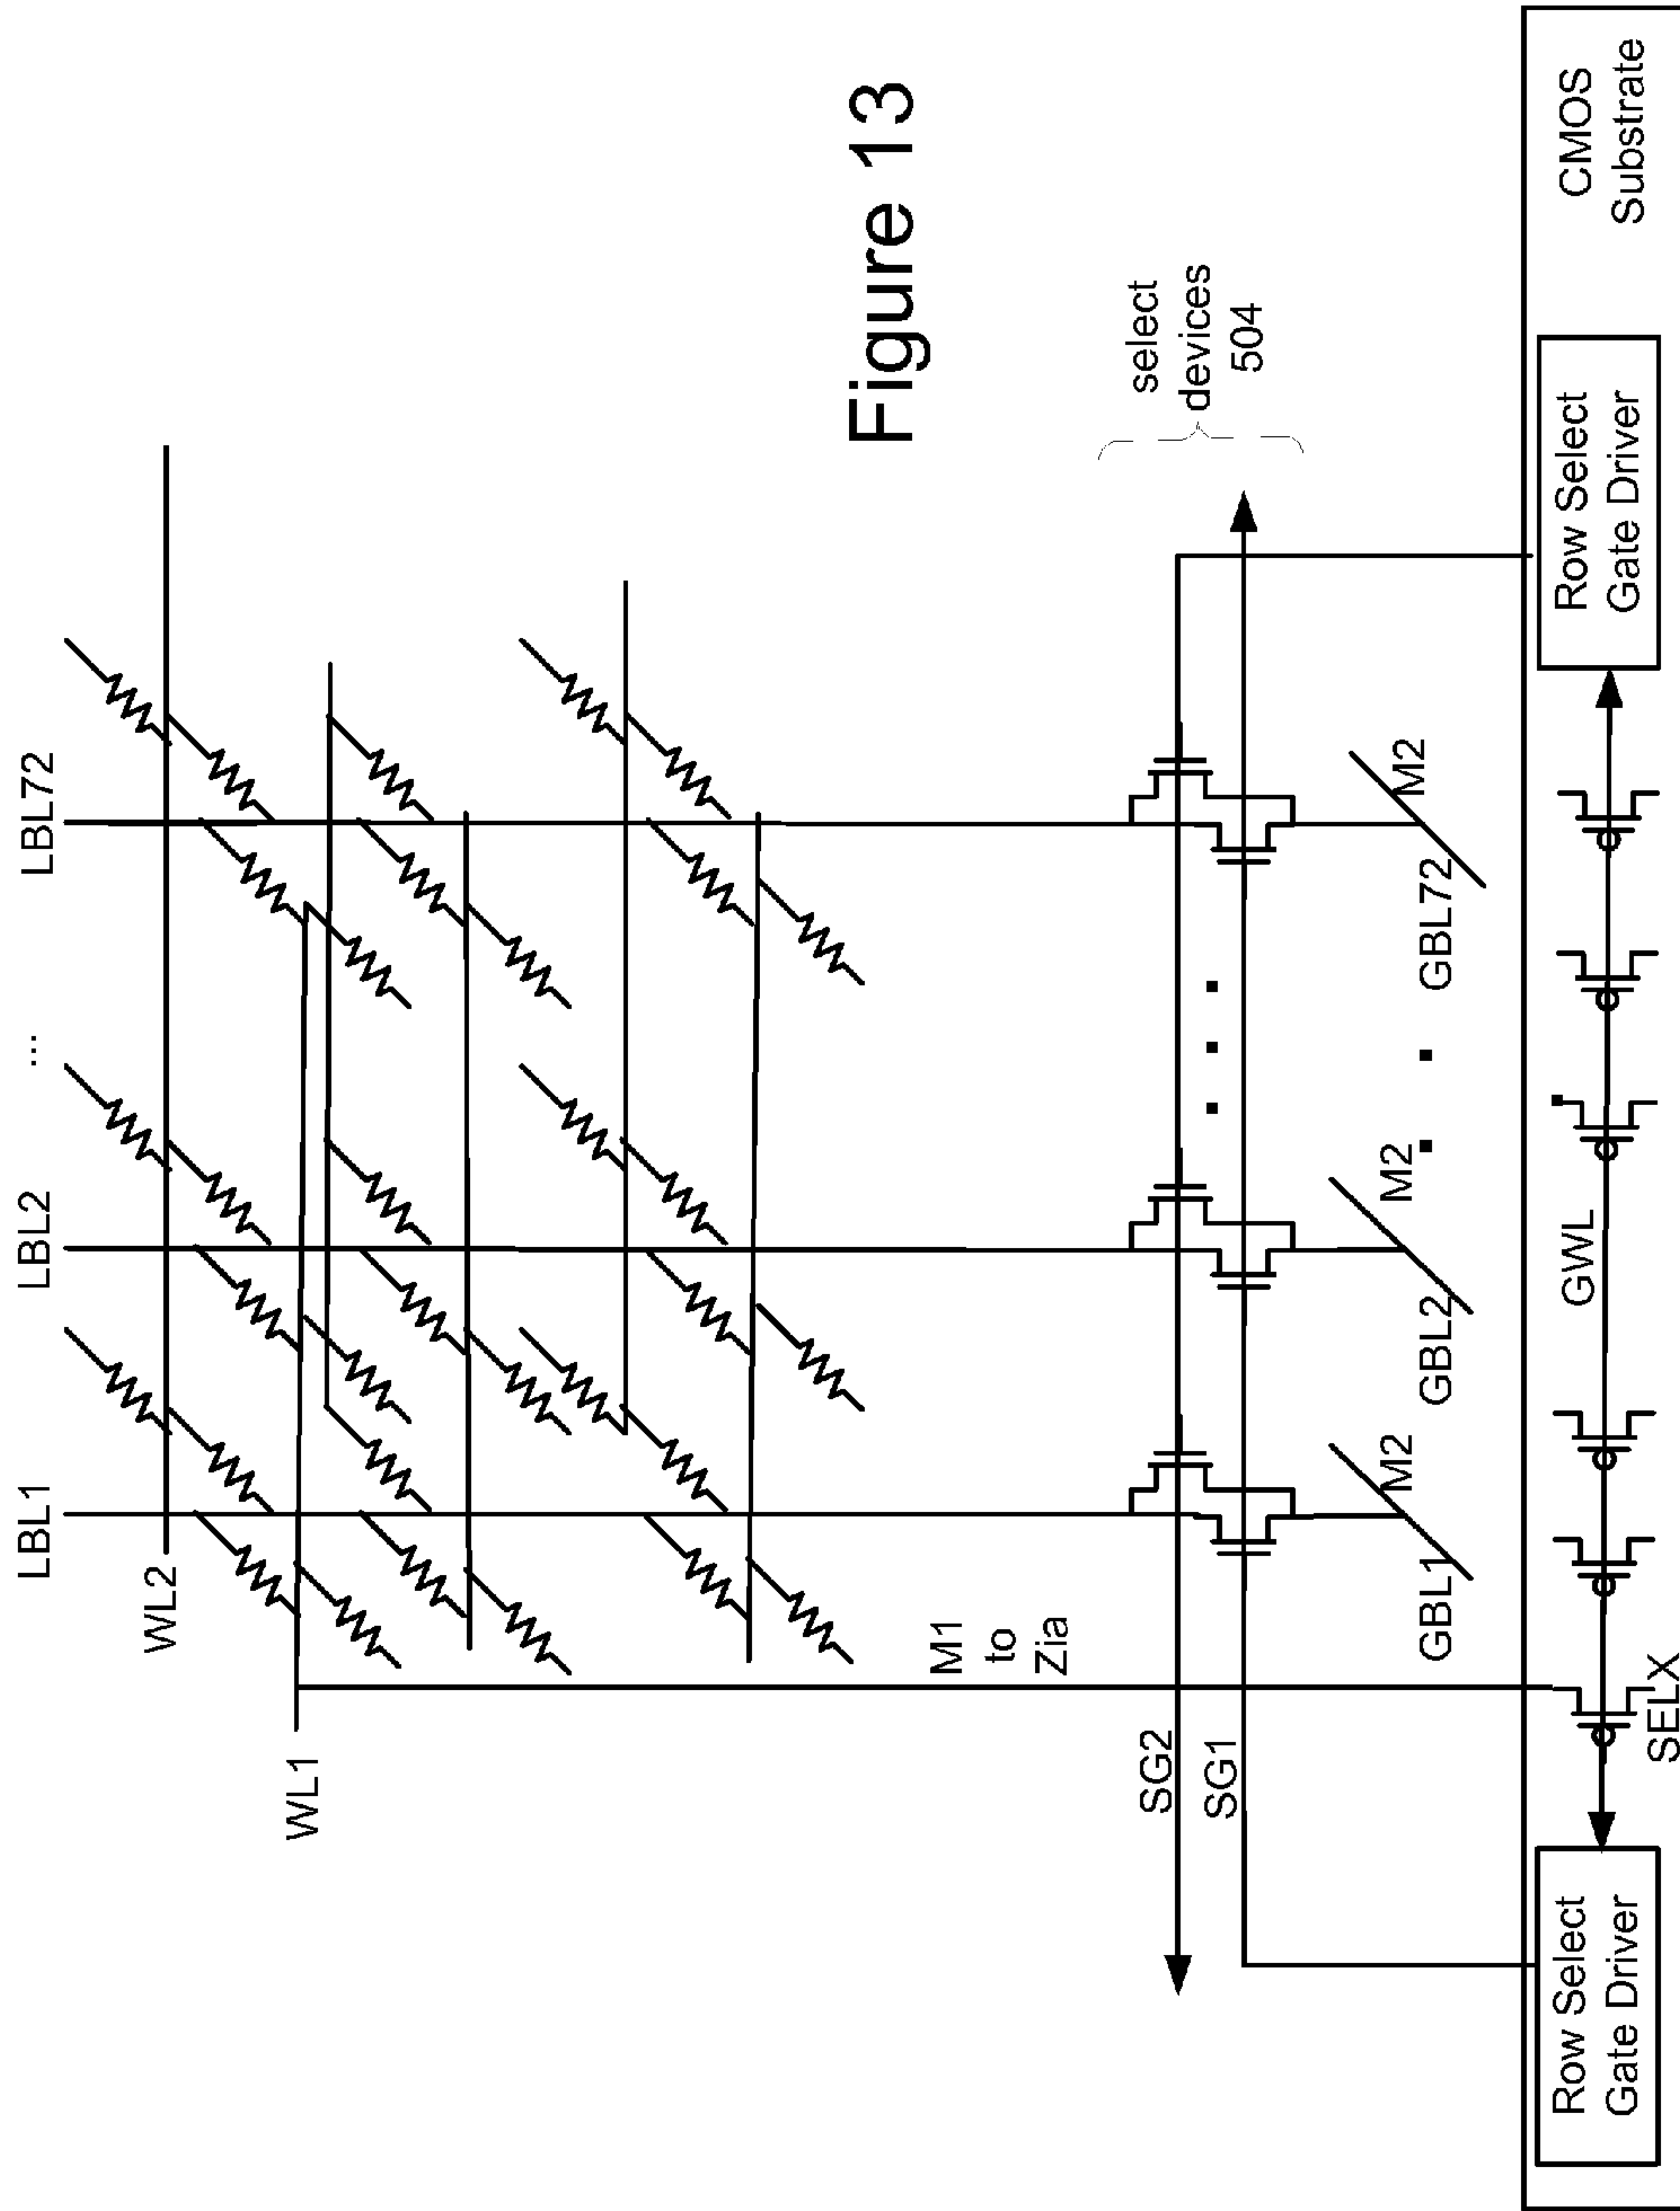 LBL1
LBL2
...
LBL72
WL2
WL1
Figure 13
M1
to
Zia
select
devices
504
SG2
SG1
M2
M2
M2
GBL1
GBL2
GBL72
GWL
SELX
Row Select
Gate Driver
Row Select
Gate Driver
CMOS
Substrate